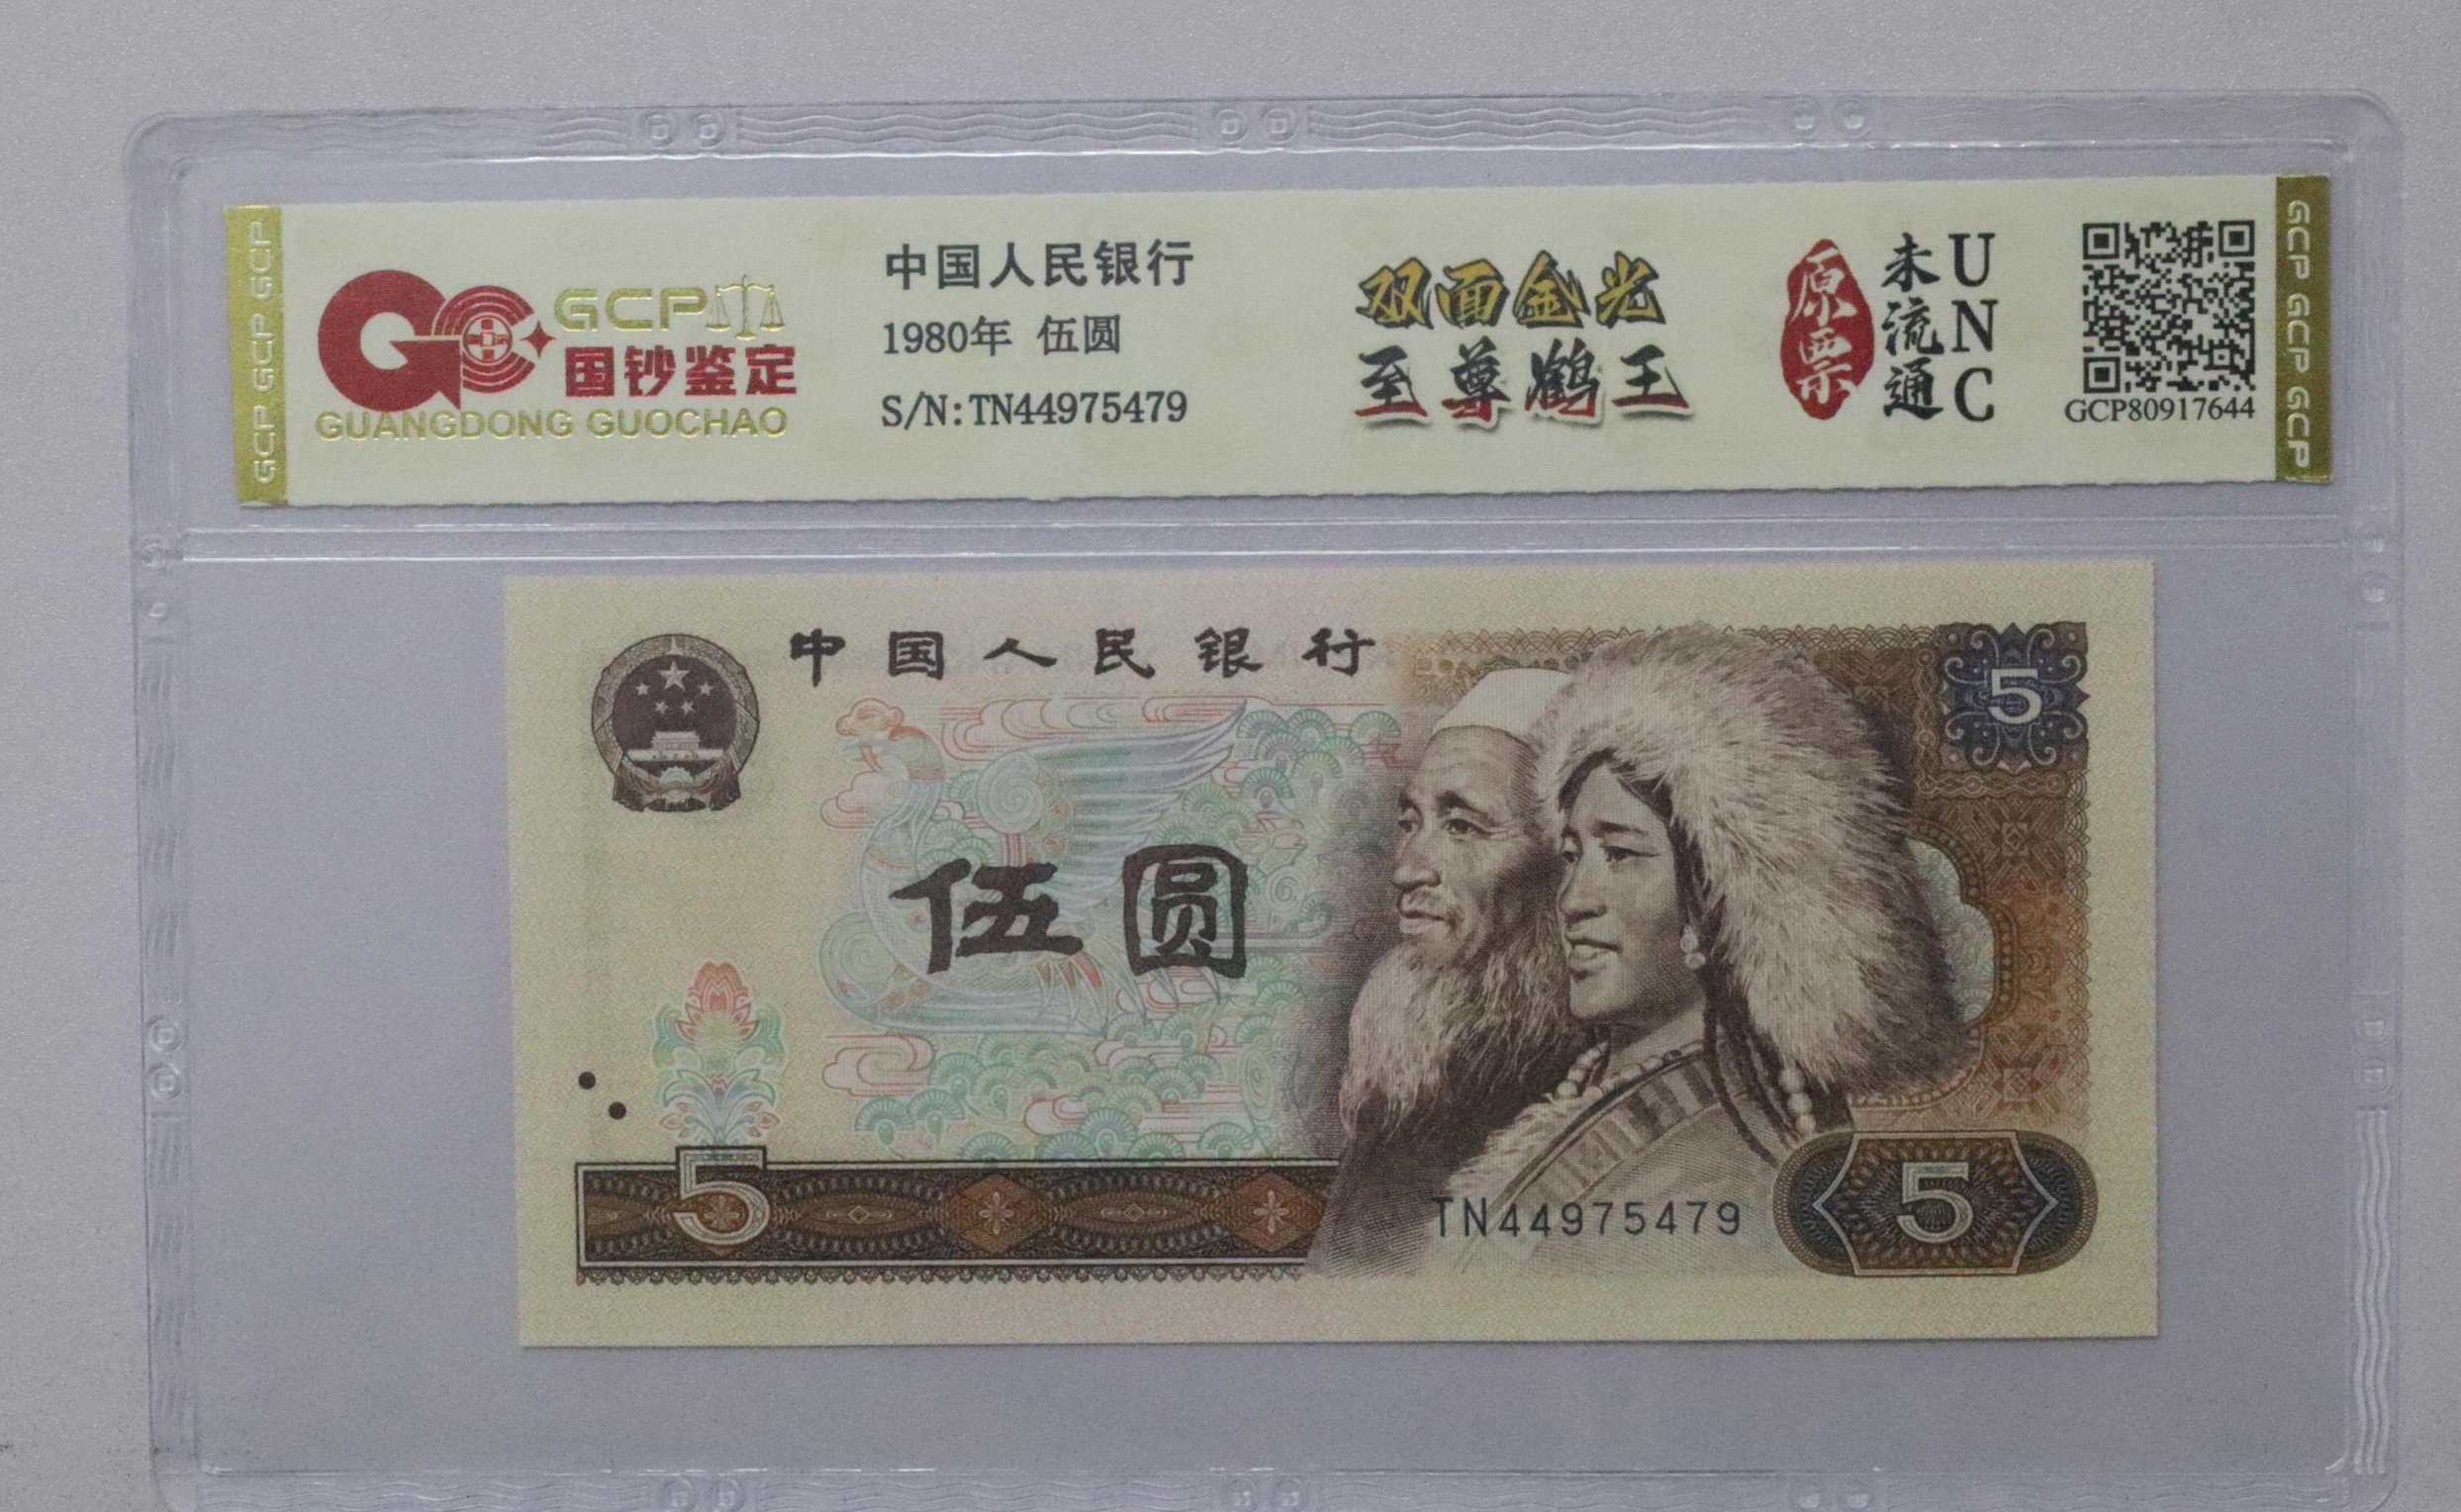 GCP GCP GCP
GCP
国钞鉴定
GUANGDONG GUOCHAO
中国人民银行
1980年 伍圆
S/N:TN44975479
双面金光
至尊鹤王
原票
未流通
UNC
GCP80917644
GCP GCP GCP
中国人民银行
5
伍圆
5
TN44975479
5